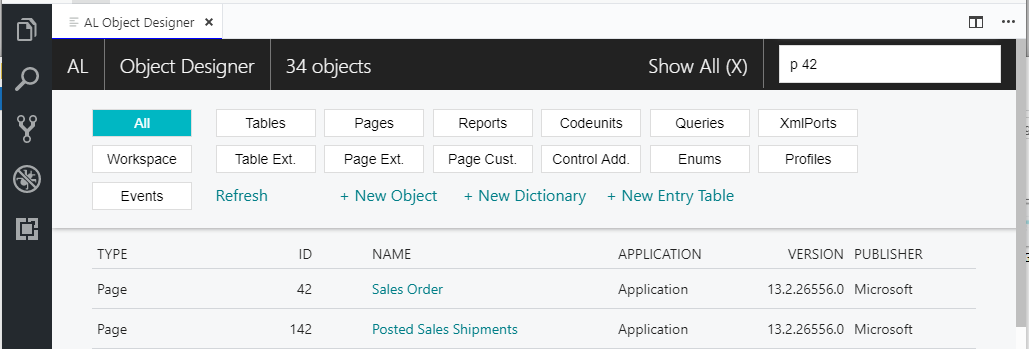 AL Object Designer ×
AL Object Designer 34 objects Show All (X) p 42
All Tables Pages Reports Codeunits Queries XmlPorts
Workspace Table Ext. Page Ext. Page Cust. Control Add. Enums Profiles
Events Refresh + New Object + New Dictionary + New Entry Table
TYPE ID NAME APPLICATION VERSION PUBLISHER
Page 42 Sales Order Application 13.2.26556.0 Microsoft
Page 142 Posted Sales Shipments Application 13.2.26556.0 Microsoft